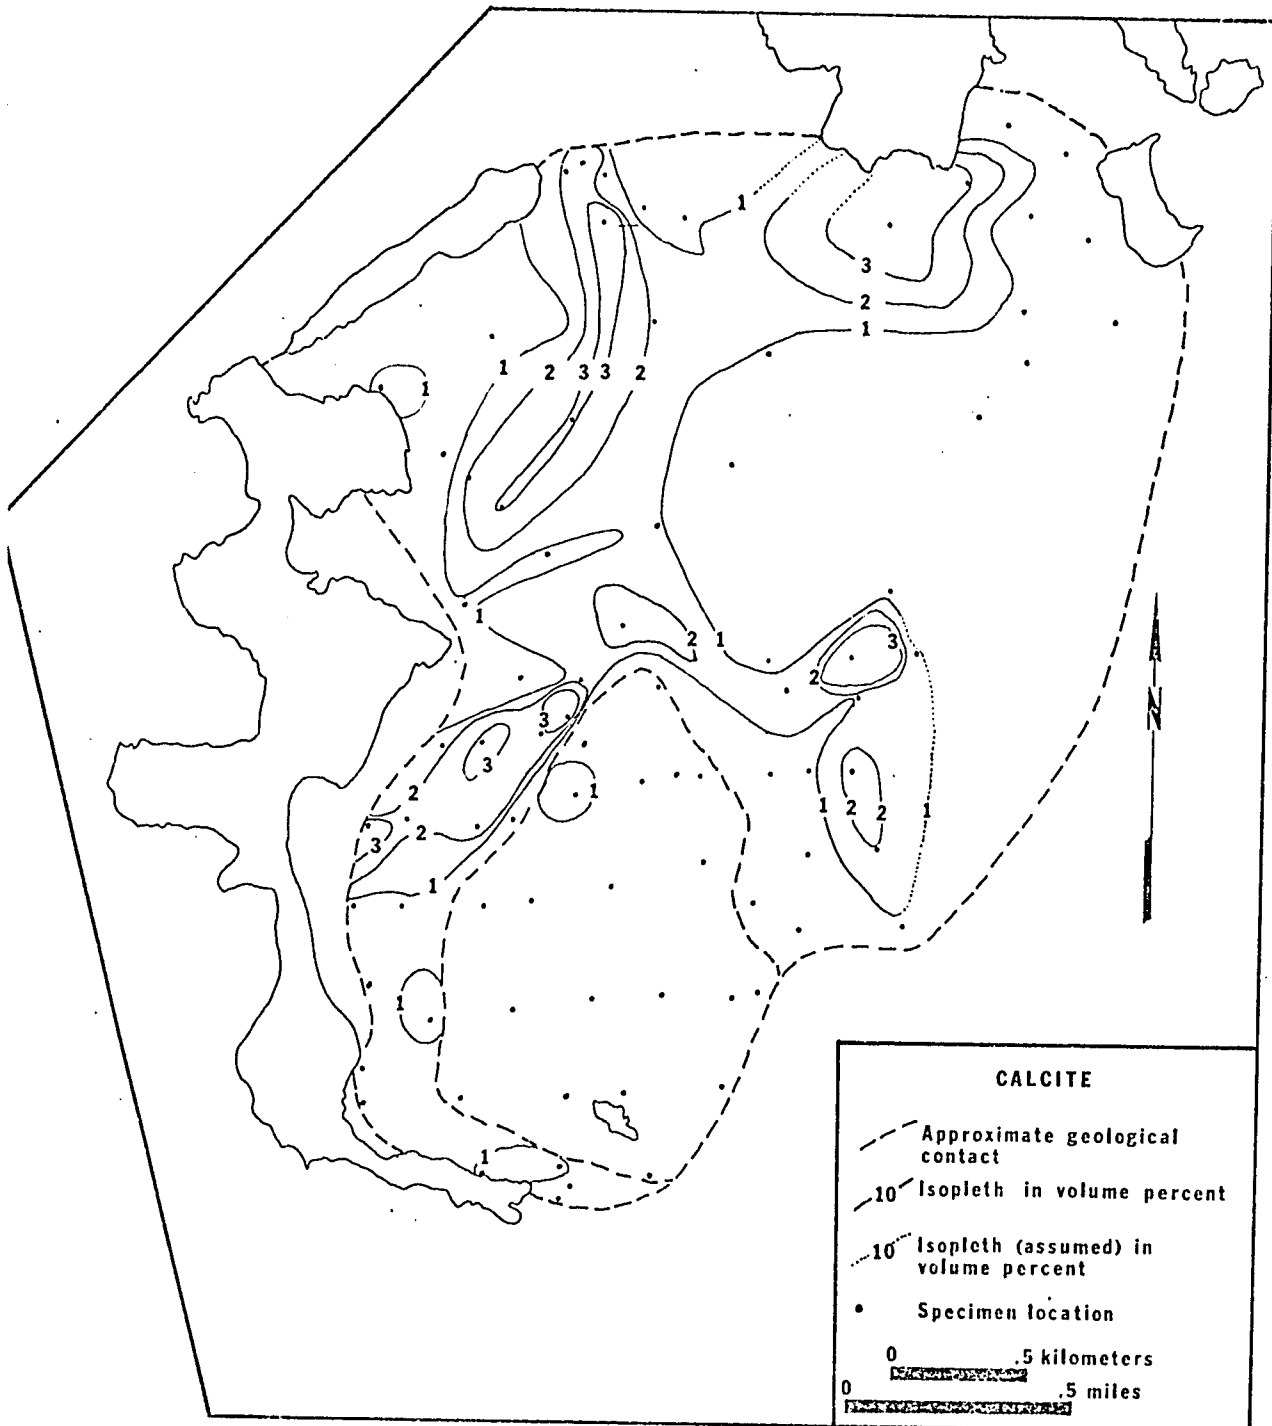 1
3
2
1
1
2
3
3
2
1
1
2
1
3
2
3
3
1
2
2
3
1
2
2
1
1
1
1
N
CALCITE
Approximate geological
contact
10 Isopleth in volume percent
10 Isopleth (assumed) in
volume percent
Specimen location
0 .5 kilometers
0 .5 miles